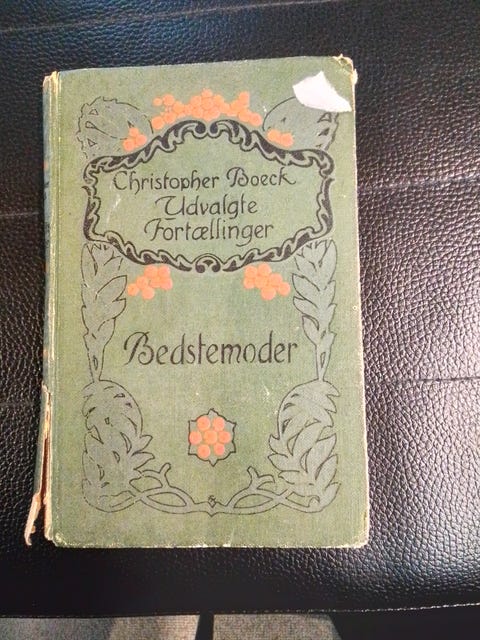 Christopher Boeck
Udvalgte
Fortællinger
Bedstemoder